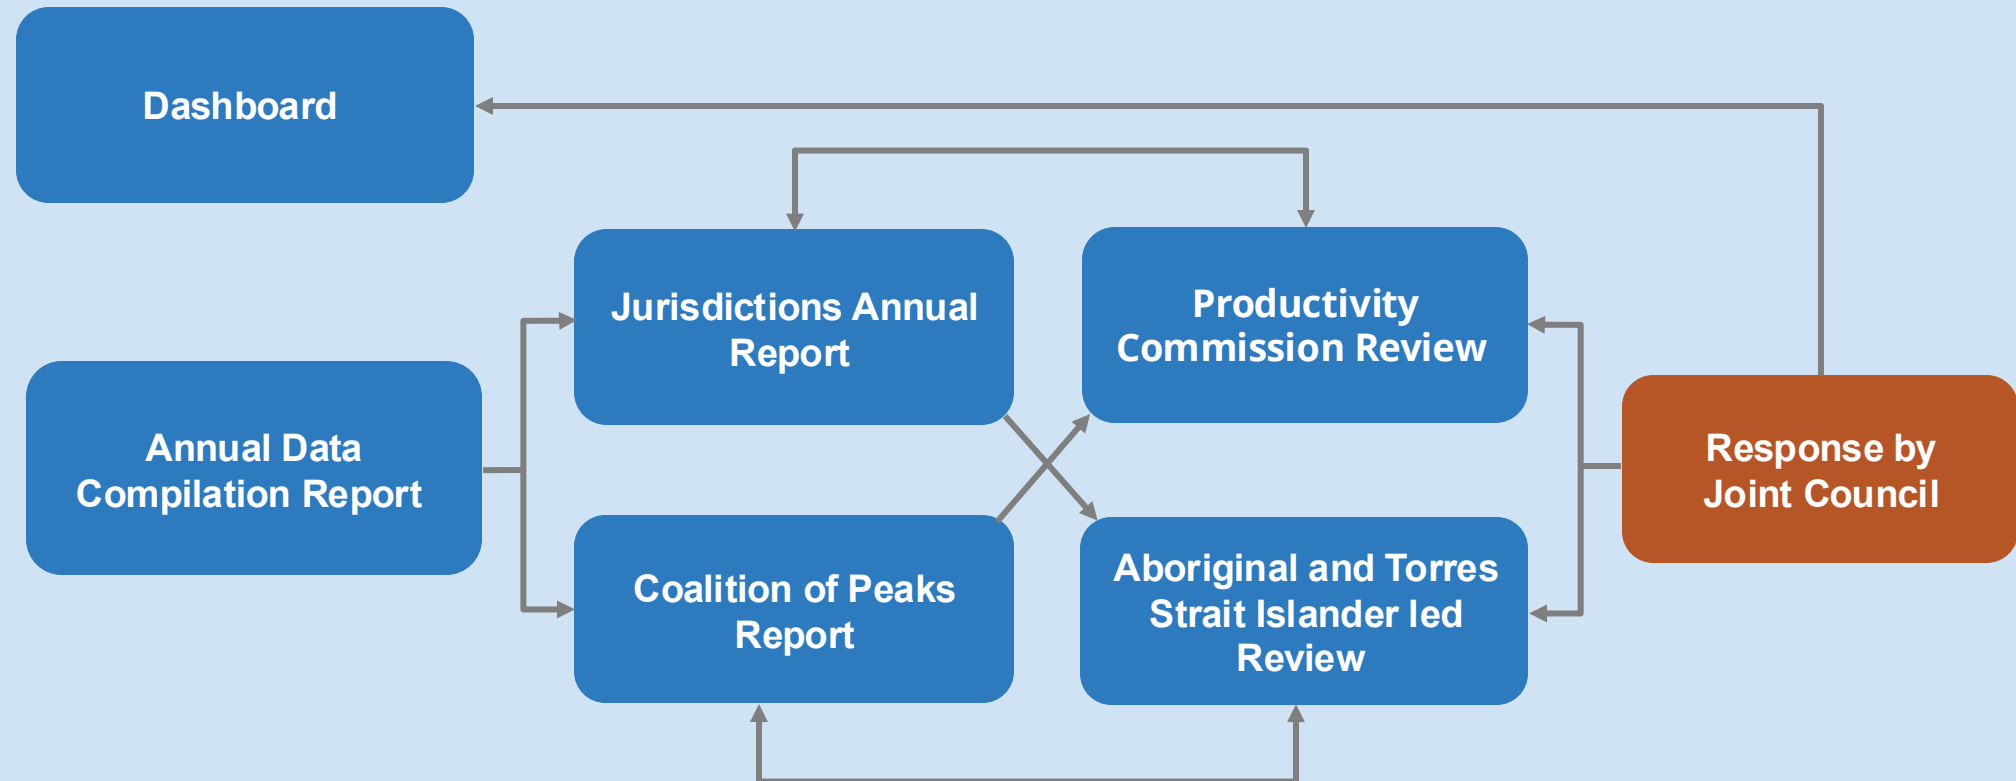 Dashboard
Jurisdictions Annual
Report
Productivity
Commission Review
Annual Data
Compilation Report
Response by
Joint Council
Coalition of Peaks
Report
Aboriginal and Torres
Strait Islander led
Review